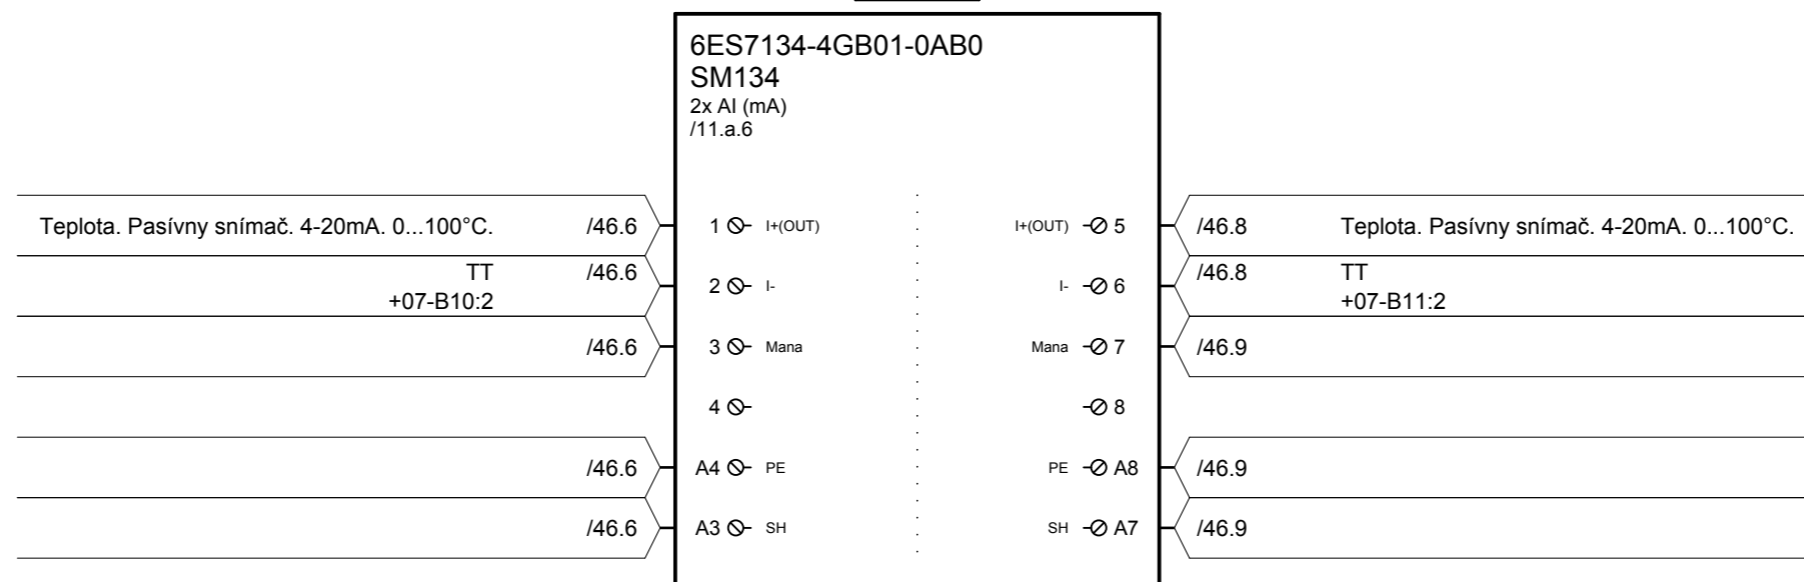 6ES7134-4GB01-0AB0
SM134
2x AI (mA)
/11.a.6
Teplota. Pasívny snímač. 4-20mA. 0...100°C. /46.6 1 I+(OUT) I+(OUT) 5 /46.8 Teplota. Pasívny snímač. 4-20mA. 0...100°C.
TT /46.6 2 I- I- 6 /46.8 TT
+07-B10:2 +07-B11:2
/46.6 3 Mana Mana 7 /46.9
4 8
/46.6 A4 PE PE A8 /46.9
/46.6 A3 SH SH A7 /46.9